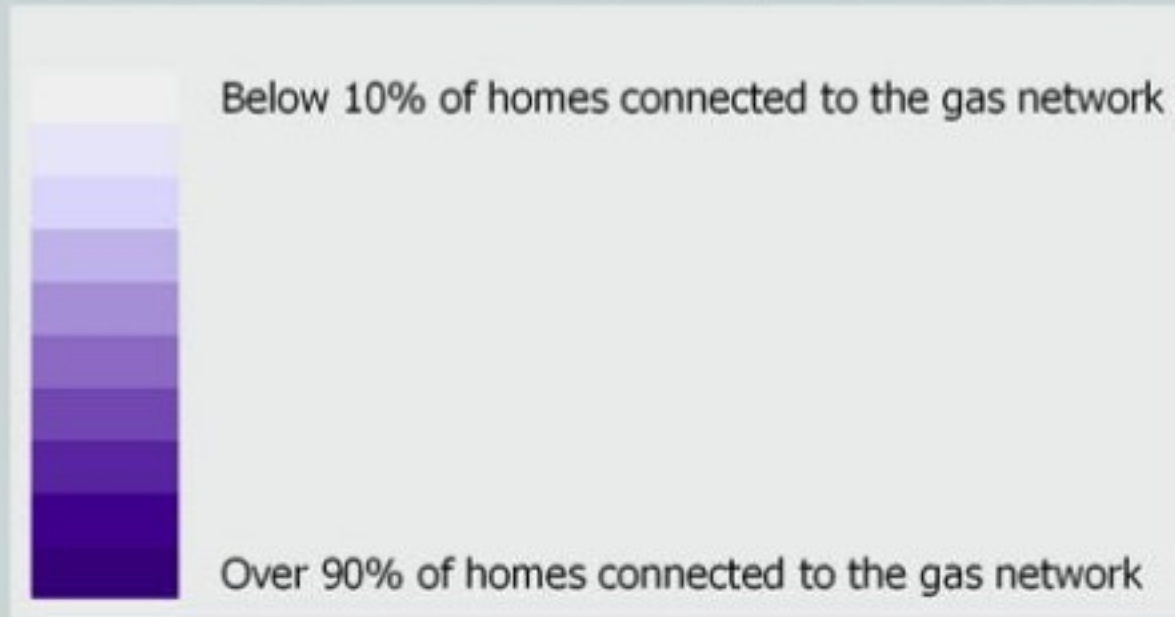 Below 10% of homes connected to the gas network
Over 90% of homes connected to the gas network